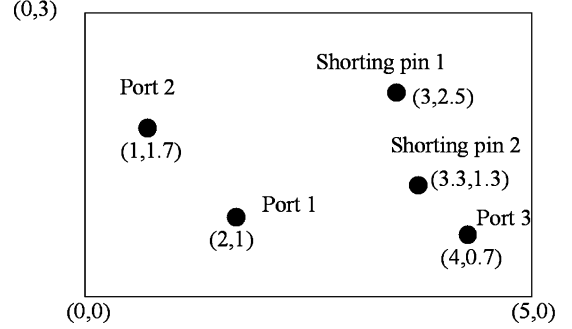 (0,3)
Shorting pin 1
(3,2.5)
Port 2
(1,1.7)
Shorting pin 2
(3.3,1.3)
Port 1
(2,1)
Port 3
(4,0.7)
(0,0)
(5,0)